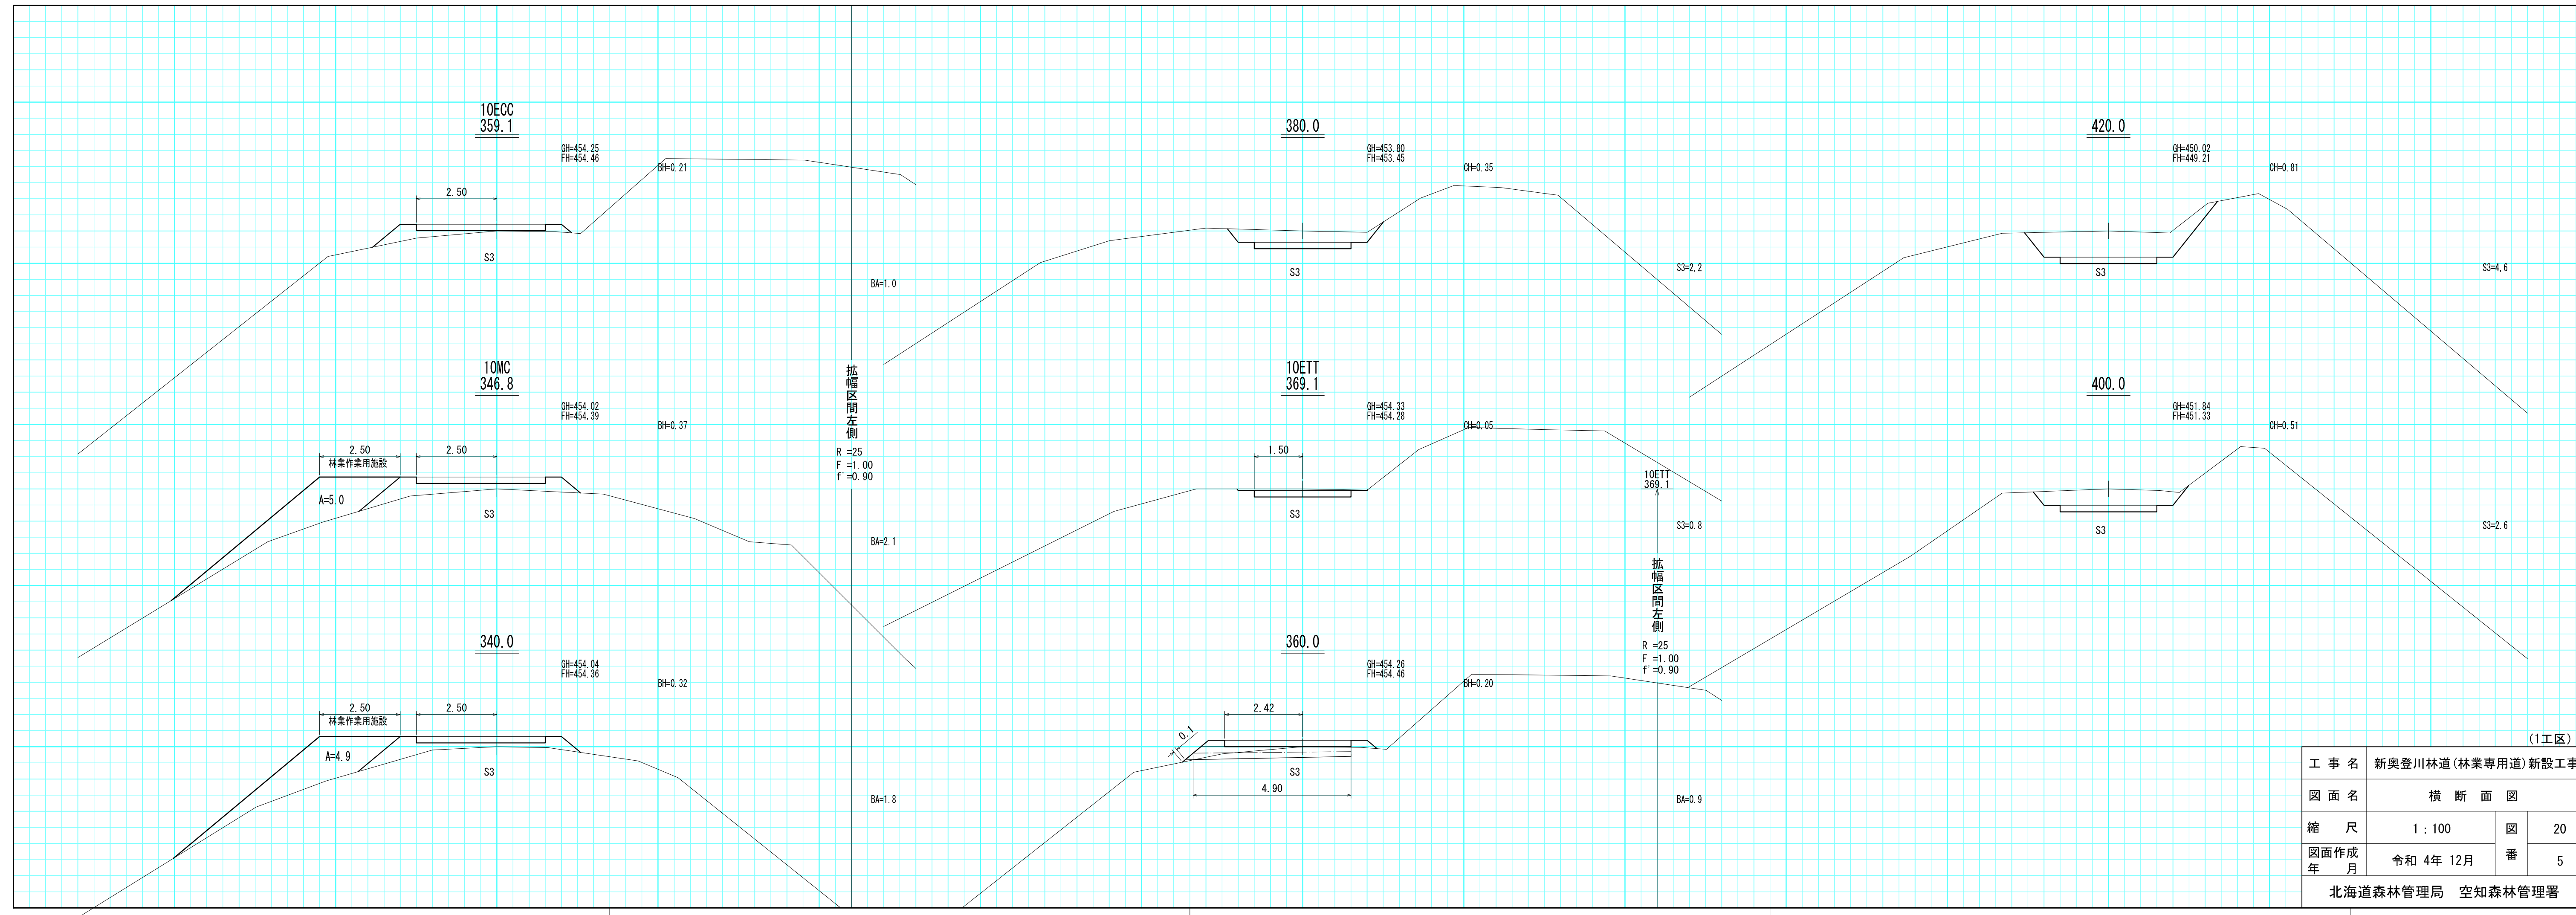 10ECC
359.1
GH=454.25
FH=454.46
BH=0.21
2.50
S3
BA=1.0
10MC
346.8
GH=454.02
FH=454.39
BH=0.37
2.50
林業作業用施設
2.50
A=5.0
S3
BA=2.1
340.0
GH=454.04
FH=454.36
BH=0.32
2.50
林業作業用施設
2.50
A=4.9
S3
BA=1.8
拡幅区間左側
R =25
F =1.00
f'=0.90
380.0
GH=453.80
FH=453.45
CH=0.35
S3
S3=2.2
10ETT
369.1
GH=454.33
FH=454.28
CH=0.05
1.50
S3
S3=0.8
10ETT
369.1
拡幅区間左側
R =25
F =1.00
f'=0.90
360.0
GH=454.26
FH=454.46
BH=0.20
2.42
0.1
S3
4.90
BA=0.9
420.0
GH=450.02
FH=449.21
CH=0.81
S3
S3=4.6
400.0
GH=451.84
FH=451.33
CH=0.51
S3
S3=2.6
(1工区)
工 事 名 新奥登川林道(林業専用道)新設工事
図 面 名 横 断 面 図
縮 尺 1 : 100 図 20
図面作成
年 月 令和 4年 12月 番 5
北海道森林管理局 空知森林管理署